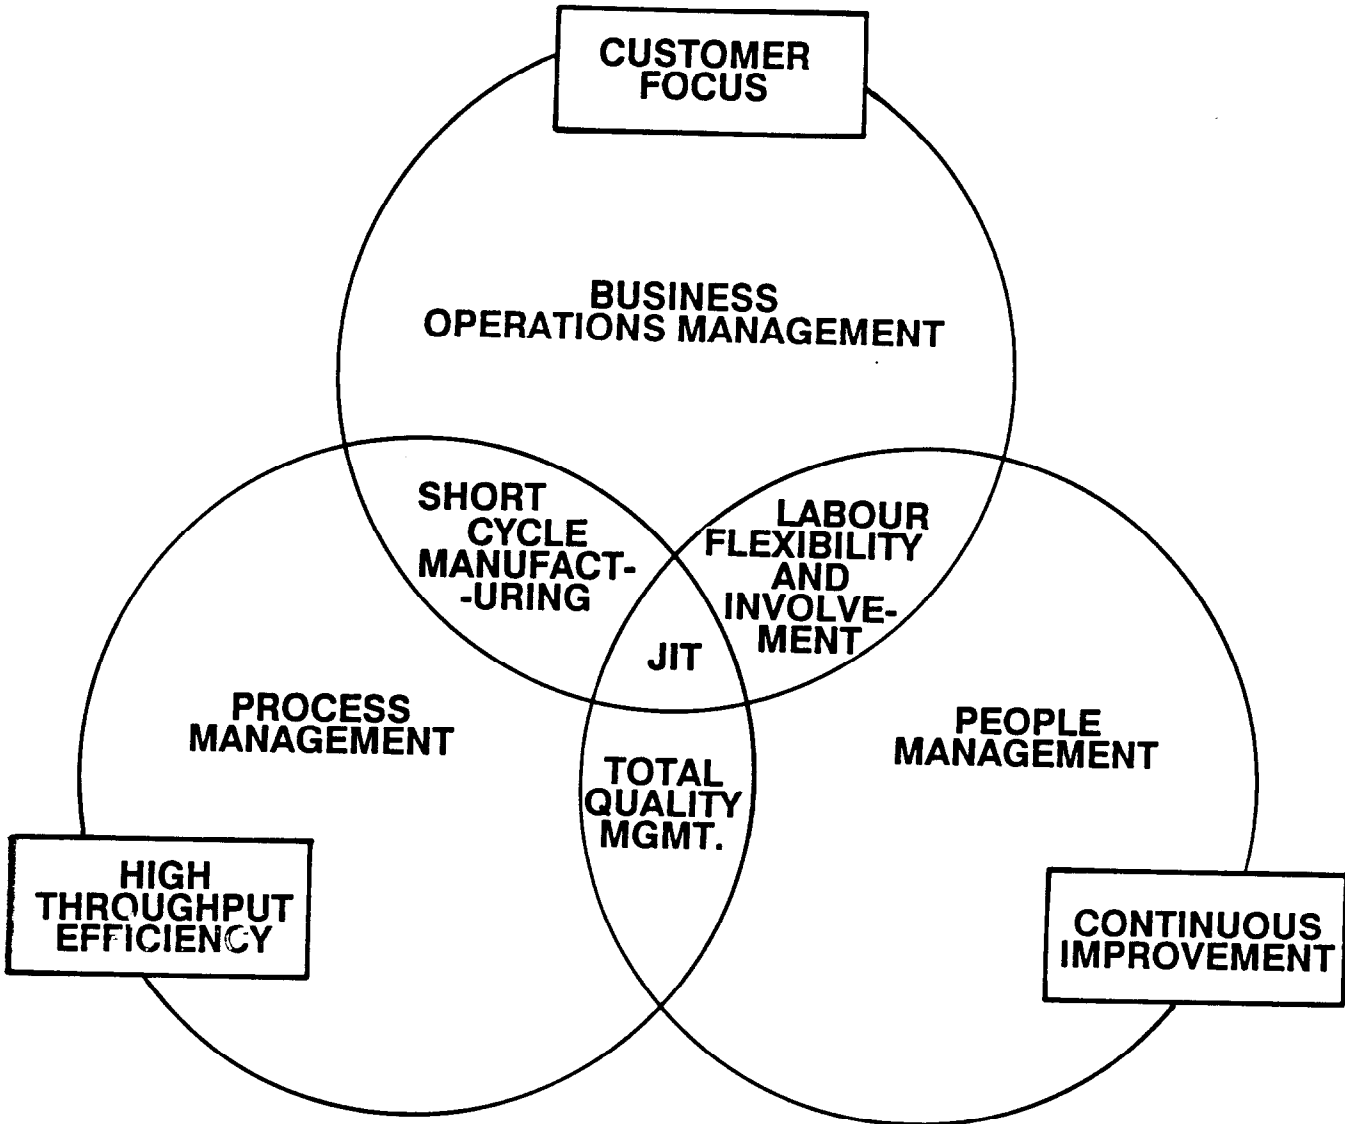 CUSTOMER
FOCUS
BUSINESS
OPERATIONS MANAGEMENT
SHORT
CYCLE
MANUFACT-
-URING
LABOUR
FLEXIBILITY
AND
INVOLVE-
MENT
JIT
PROCESS
MANAGEMENT
PEOPLE
MANAGEMENT
TOTAL
QUALITY
MGMT.
HIGH
THROUGHPUT
EFFICIENCY
CONTINUOUS
IMPROVEMENT